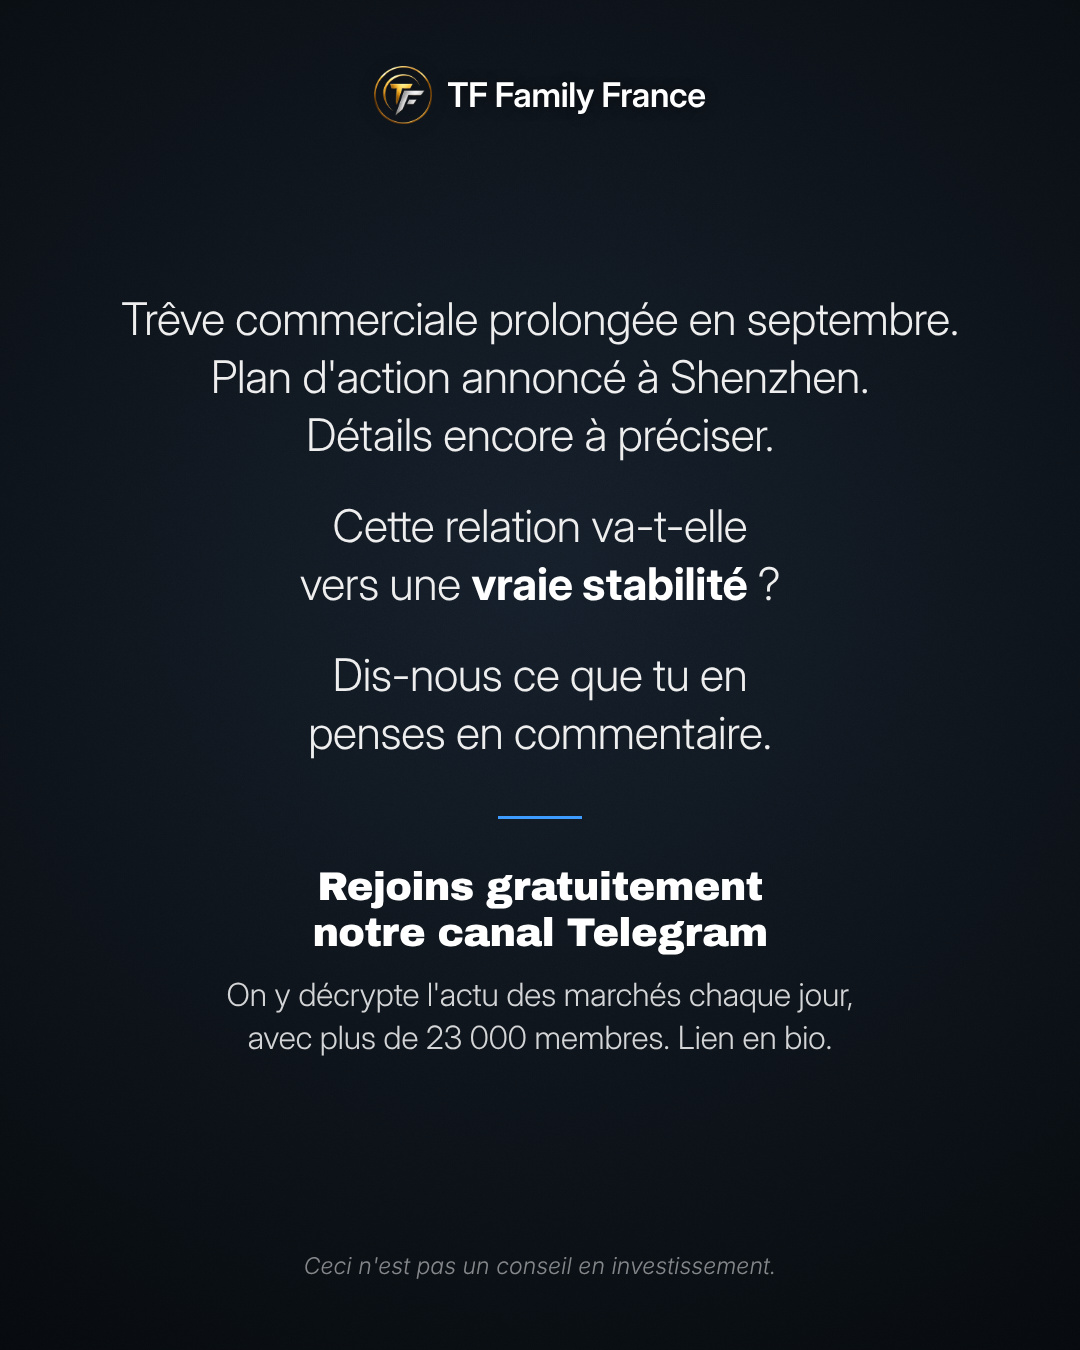 TF TF Family France
Trêve commerciale prolongée en septembre.
Plan d'action annoncé à Shenzhen.
Détails encore à préciser.
Cette relation va-t-elle
vers une vraie stabilité ?
Dis-nous ce que tu en
penses en commentaire.
Rejoins gratuitement
notre canal Telegram
On y décrypte l'actu des marchés chaque jour,
avec plus de 23 000 membres. Lien en bio.
Ceci n'est pas un conseil en investissement.